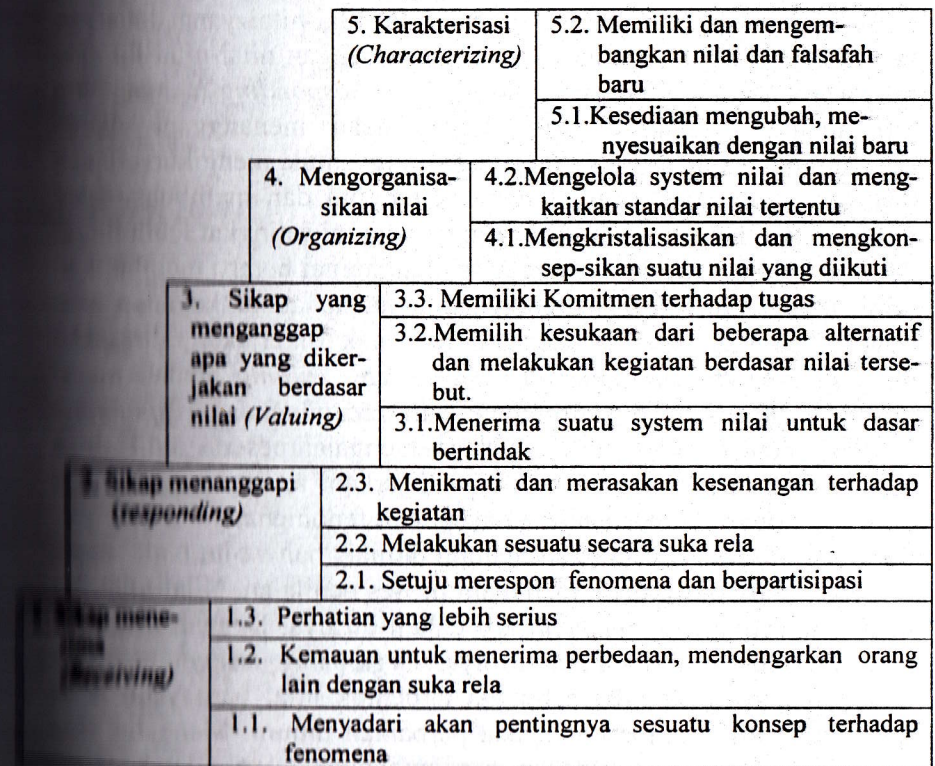 5. Karakterisasi
(Characterizing)
5.2. Memiliki dan mengem-
bangkan nilai dan falsafah
baru
5.1.Kesediaan mengubah, me-
nyesuaikan dengan nilai baru
4. Mengorganisa-
sikan nilai
(Organizing)
4.2.Mengelola system nilai dan meng-
kaitkan standar nilai tertentu
4.1.Mengkristalisasikan dan mengkon-
sep-sikan suatu nilai yang diikuti
3. Sikap yang
menganggap
apa yang diker-
jakan berdasar
nilai (Valuing)
3.3. Memiliki Komitmen terhadap tugas
3.2.Memilih kesukaan dari beberapa alternatif
dan melakukan kegiatan berdasar nilai terse-
but.
3.1.Menerima suatu system nilai untuk dasar
bertindak
2. Sikap menanggapi
(responding)
2.3. Menikmati dan merasakan kesenangan terhadap
kegiatan
2.2. Melakukan sesuatu secara suka rela
2.1. Setuju merespon fenomena dan berpartisipasi
Sikap mene-
(Receiving)
1.3. Perhatian yang lebih serius
1.2. Kemauan untuk menerima perbedaan, mendengarkan orang
lain dengan suka rela
1.1. Menyadari akan pentingnya sesuatu konsep terhadap
fenomena